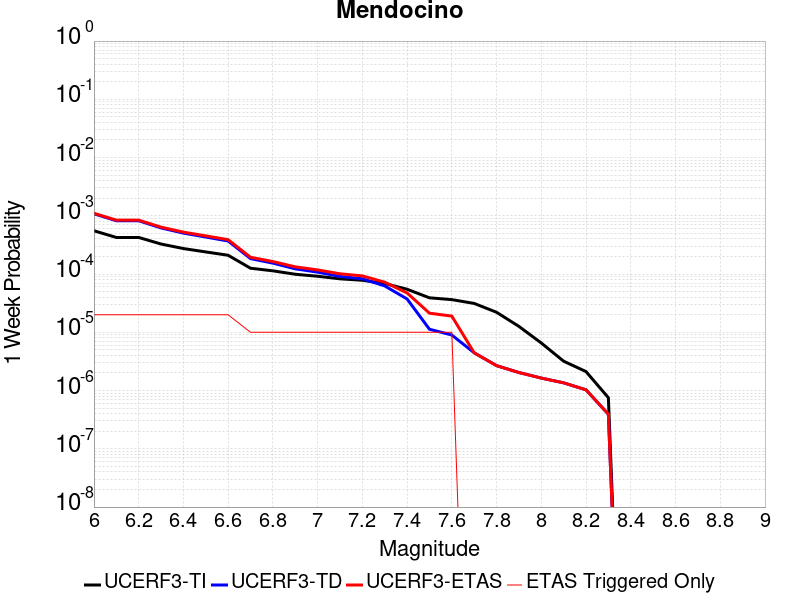 Mendocino
10^0
10^-1
10^-2
10^-3
10^-4
10^-5
10^-6
10^-7
10^-8
1 Week Probability
6 6.2 6.4 6.6 6.8 7 7.2 7.4 7.6 7.8 8 8.2 8.4 8.6 8.8 9
Magnitude
UCERF3-TI UCERF3-TD UCERF3-ETAS ETAS Triggered Only